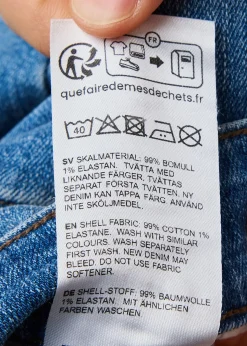 FR
quefairedemesdechets.fr
40
SV SKALMATERIAL: 99% BOMULL
1% ELASTAN. TVÄTTA MED
LIKNANDE FÄRGER. TVÄTTAS
SEPARAT FÖRSTA TVÄTTEN. NY
DENIM KAN TAPPA FÄRG. ANVÄND
INTE SKÖLJMEDEL.
EN SHELL FABRIC: 99% COTTON 1%
ELASTANE. WASH WITH SIMILAR
COLOURS. WASH SEPARATELY
FIRST WASH. NEW DENIM MAY
BLEED. DO NOT USE FABRIC
SOFTENER.
DE SHELL-STOFF: 99% BAUMWOLLE
1% ELASTAN. MIT ÄHNLICHEN
FARBEN WASCHEN